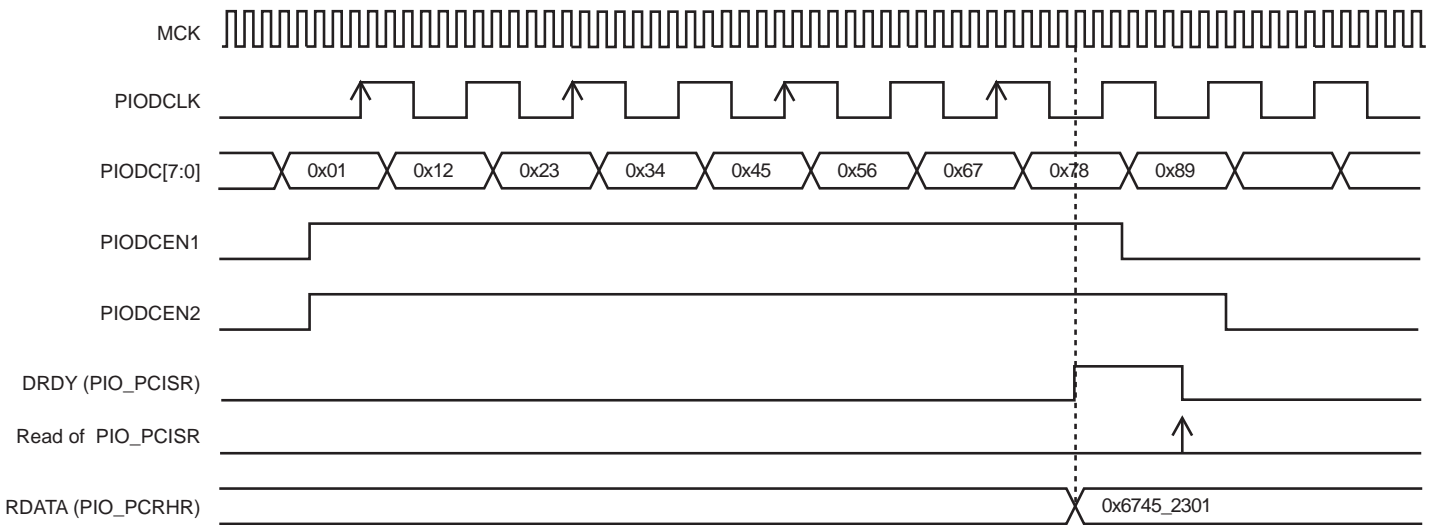 MCK
PIODCLK
PIODC[7:0] 0x01 0x12 0x23 0x34 0x45 0x56 0x67 0x78 0x89
PIODCEN1
PIODCEN2
DRDY (PIO_PCISR)
Read of PIO_PCISR
RDATA (PIO_PCRHR) 0x6745_2301